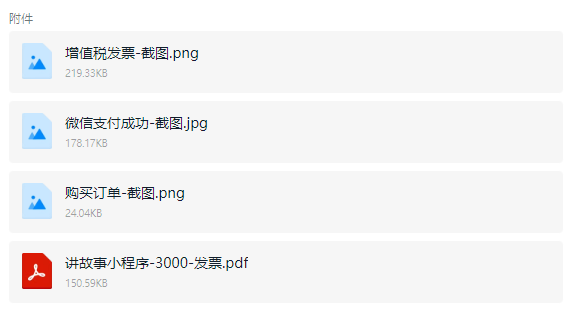 附件
增值税发票-截图.png
219.33KB
微信支付成功-截图.jpg
178.17KB
购买订单-截图.png
24.04KB
讲故事小程序-3000-发票.pdf
150.59KB